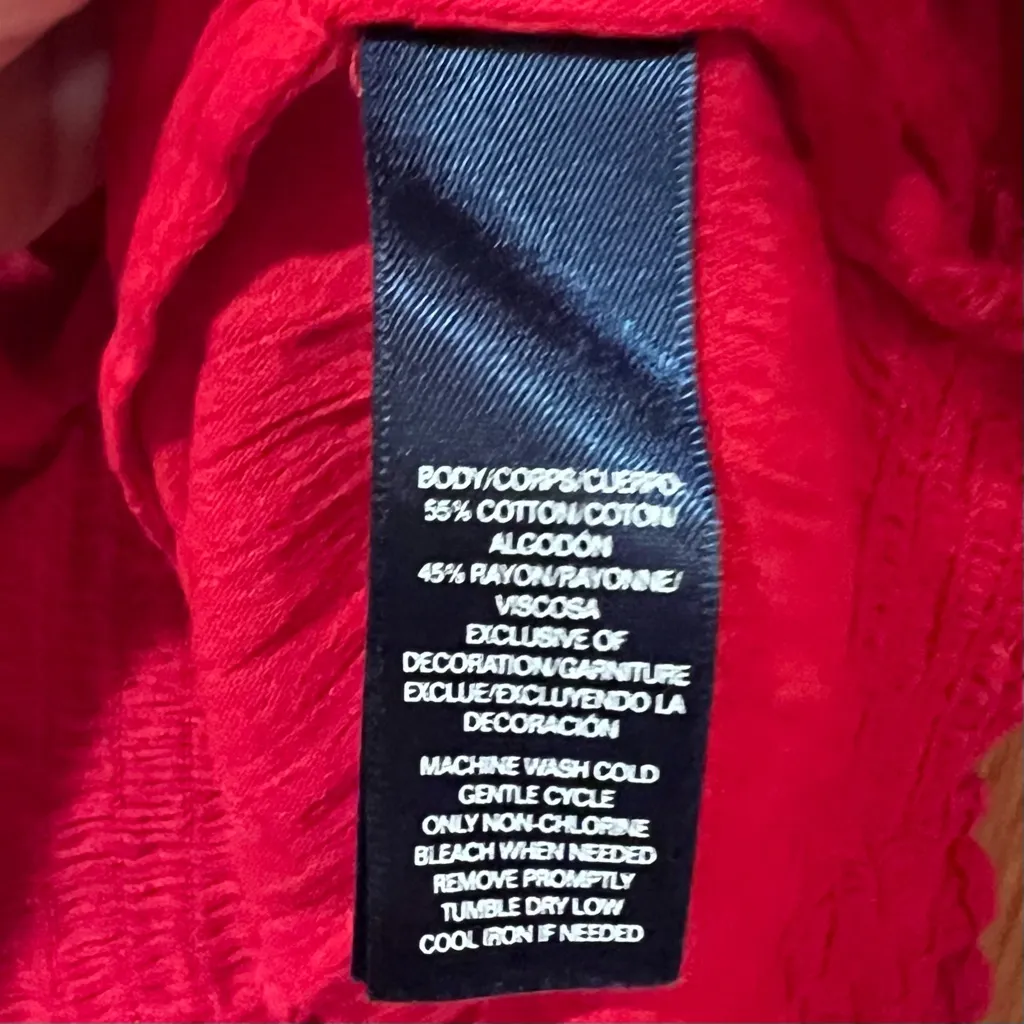 BODY/CORPS/CUERPO
55% COTTON/COTON/
ALGODÓN
45% RAYON/RAYONNE/
VISCOSA
EXCLUSIVE OF
DECORATION/GARNITURE
EXCLUE/EXCLUYENDO LA
DECORACIÓN
MACHINE WASH COLD
GENTLE CYCLE
ONLY NON-CHLORINE
BLEACH WHEN NEEDED
REMOVE PROMPTLY
TUMBLE DRY LOW
COOL IRON IF NEEDED